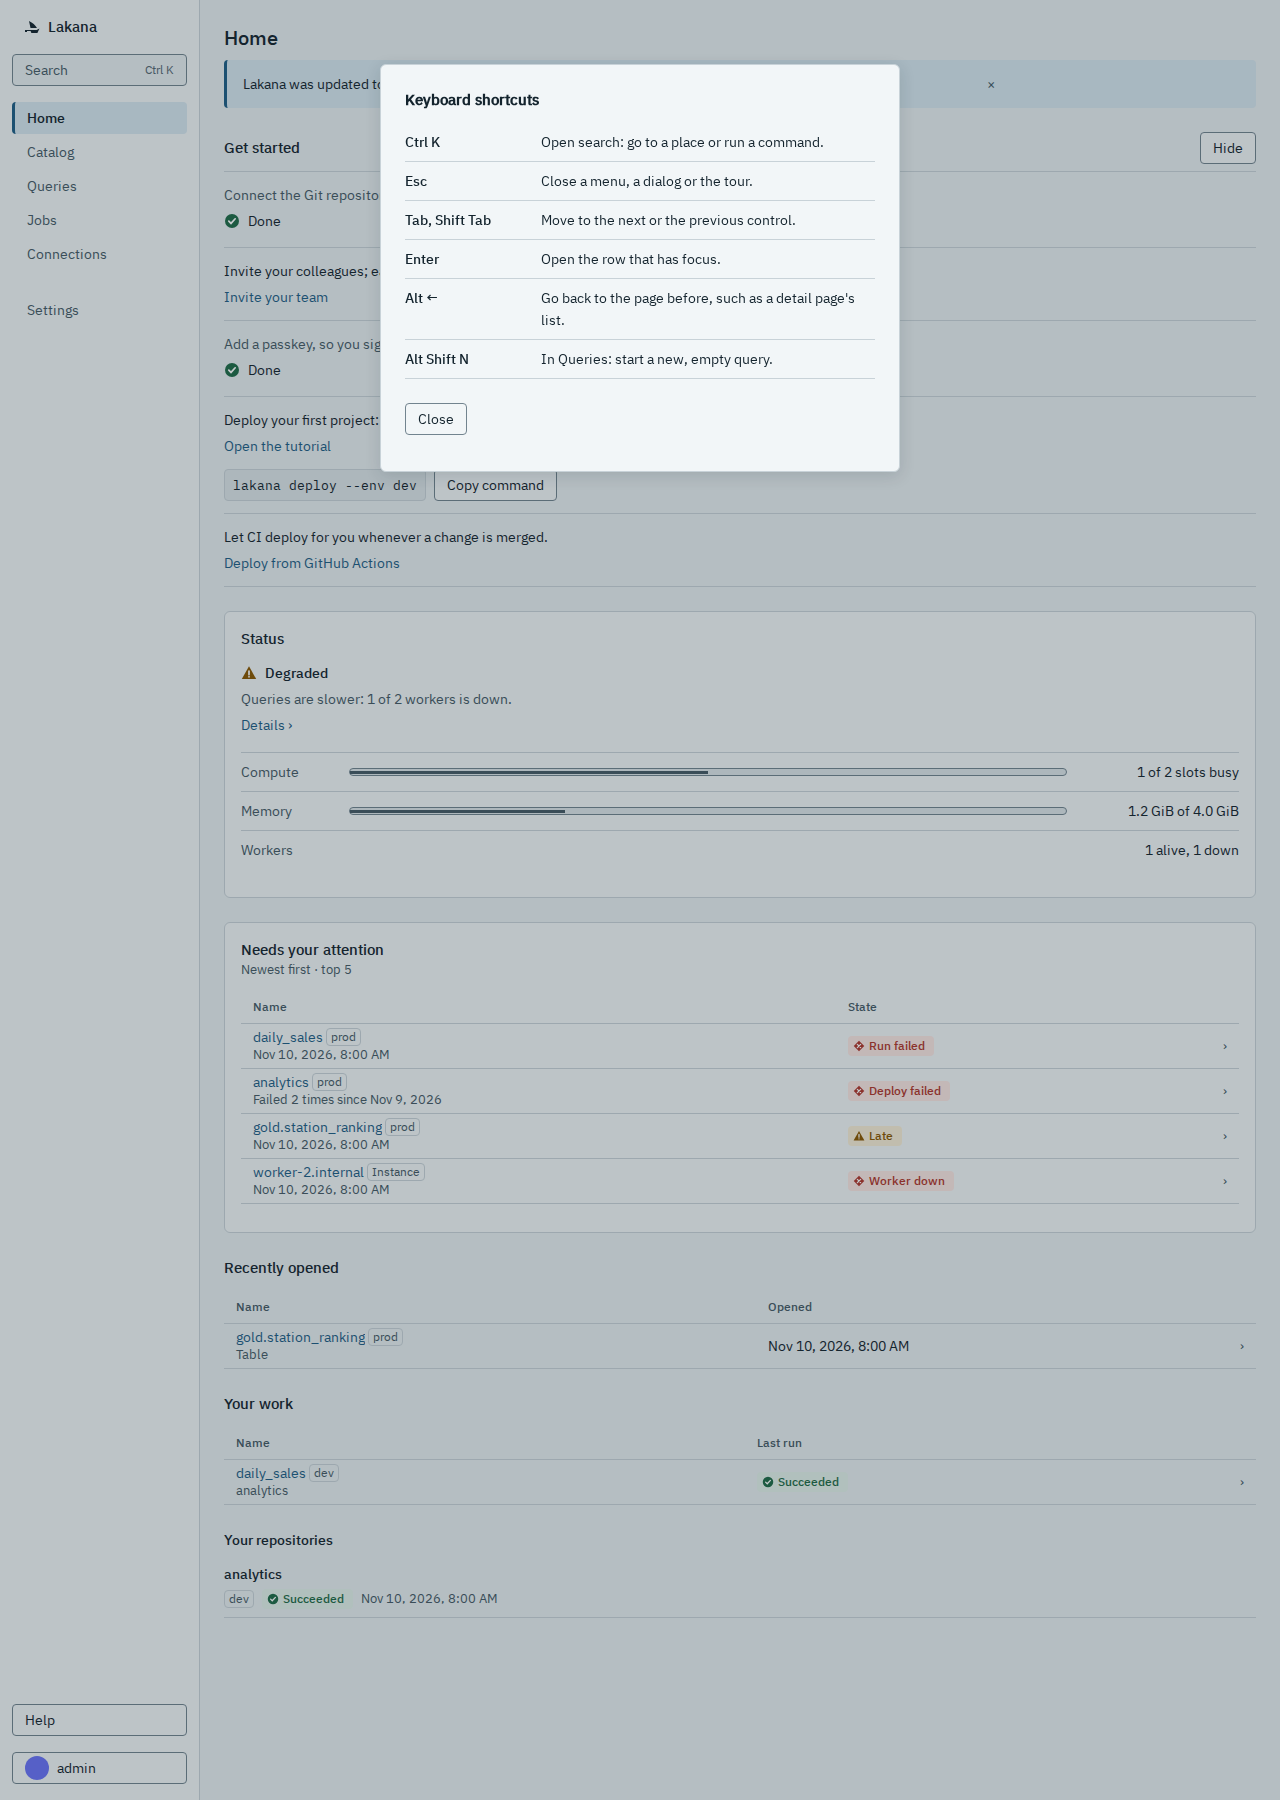 Lakana
Search Ctrl K
Home
Catalog
Queries
Jobs
Connections
Settings
Help
admin
Home
Lakana was updated
×
Get started
Hide
Connect the Git
Done
Invite your colleagues;
Invite your team
Add a passkey, so you
Done
Deploy your first project:
Open the tutorial
lakana deploy --env dev
Copy command
Let CI deploy for you whenever a change is merged.
Deploy from GitHub Actions
Keyboard shortcuts
Ctrl K Open search: go to a place or run a command.
Esc Close a menu, a dialog or the tour.
Tab, Shift Tab Move to the next or the previous control.
Enter Open the row that has focus.
Alt ← Go back to the page before, such as a detail page's
list.
Alt Shift N In Queries: start a new, empty query.
Close
Status
Degraded
Queries are slower: 1 of 2 workers is down.
Details ›
Compute 1 of 2 slots busy
Memory 1.2 GiB of 4.0 GiB
Workers 1 alive, 1 down
Needs your attention
Newest first · top 5
Name State
daily_sales prod
Nov 10, 2026, 8:00 AM
Run failed ›
analytics prod
Failed 2 times since Nov 9, 2026
Deploy failed ›
gold.station_ranking prod
Nov 10, 2026, 8:00 AM
Late ›
worker-2.internal Instance
Nov 10, 2026, 8:00 AM
Worker down ›
Recently opened
Name Opened
gold.station_ranking prod
Table
Nov 10, 2026, 8:00 AM ›
Your work
Name Last run
daily_sales dev
analytics
Succeeded ›
Your repositories
analytics
dev Succeeded Nov 10, 2026, 8:00 AM